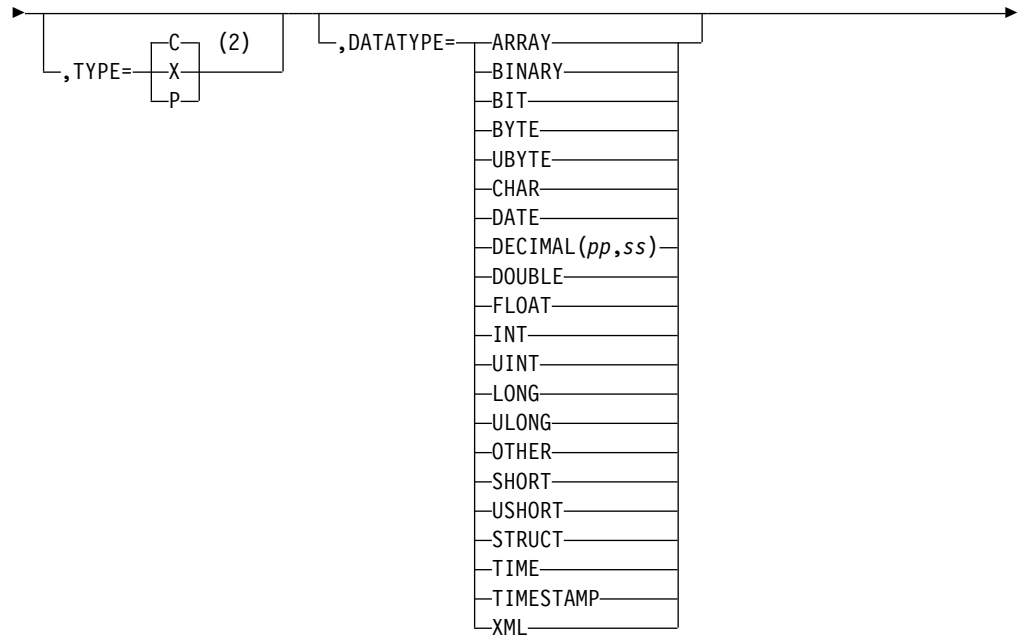 C (2) ,DATATYPE= ARRAY
,TYPE= X BINARY
P BIT
BYTE
UBYTE
CHAR
DATE
DECIMAL(pp,ss)
DOUBLE
FLOAT
INT
UINT
LONG
ULONG
OTHER
SHORT
USHORT
STRUCT
TIME
TIMESTAMP
XML